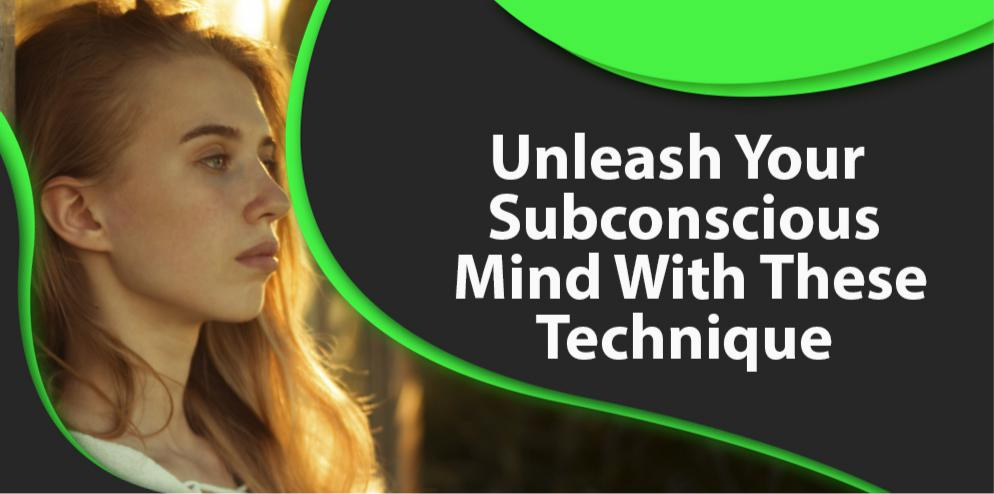 Unleash Your
Subconscious
Mind With These
Technique